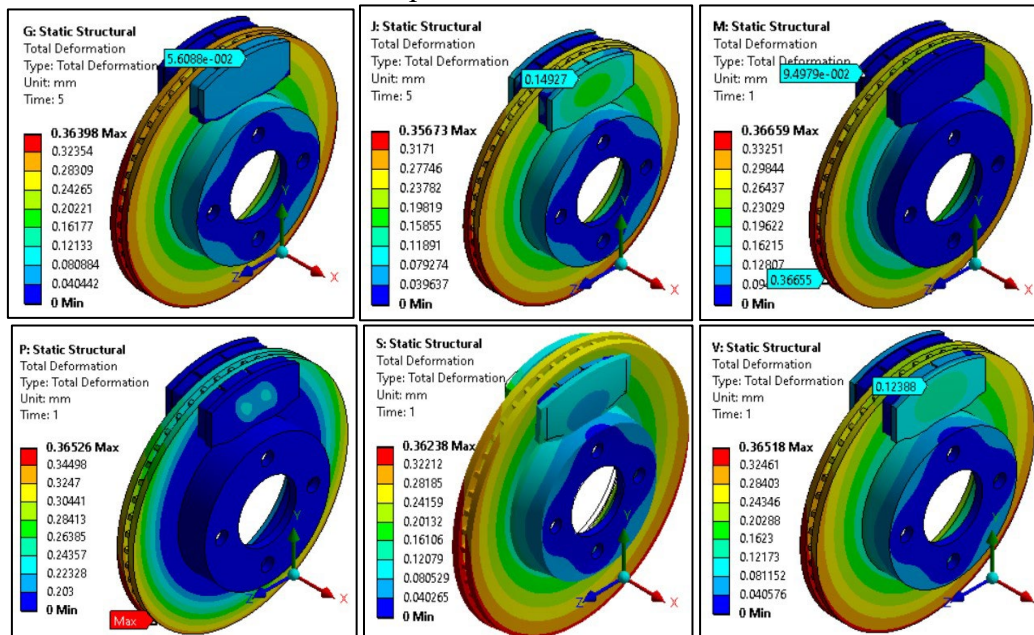 G: Static Structural
Total Deformation
Type: Total Deformation
Unit: mm
Time: 5
5.6088e-002
0.36398 Max
0.32354
0.28309
0.24265
0.20221
0.16177
0.12133
0.080884
0.040442
0 Min
Y
Z
X
J: Static Structural
Total Deformation
Type: Total Deformation
Unit: mm
Time: 5
0.14927
0.35673 Max
0.3171
0.27746
0.23782
0.19819
0.15855
0.11891
0.079274
0.039637
0 Min
Y
Z
X
M: Static Structural
Total Deformation
Type: Total Deformation
Unit: mm
Time: 1
9.4979e-002
0.36659 Max
0.33251
0.29844
0.26437
0.23029
0.19622
0.16215
0.12807
0.36655
0 Min
Y
Z
X
P: Static Structural
Total Deformation
Type: Total Deformation
Unit: mm
Time: 1
0.36526 Max
0.34498
0.3247
0.30441
0.28413
0.26385
0.24357
0.22328
0.203
0 Min
Max
Y
Z
X
S: Static Structural
Total Deformation
Type: Total Deformation
Unit: mm
Time: 1
0.36238 Max
0.32212
0.28185
0.24159
0.20132
0.16106
0.12079
0.080529
0.040265
0 Min
Y
Z
X
V: Static Structural
Total Deformation
Type: Total Deformation
Unit: mm
Time: 1
0.12388
0.36518 Max
0.32461
0.28403
0.24346
0.20288
0.1623
0.12173
0.081152
0.040576
0 Min
Y
Z
X